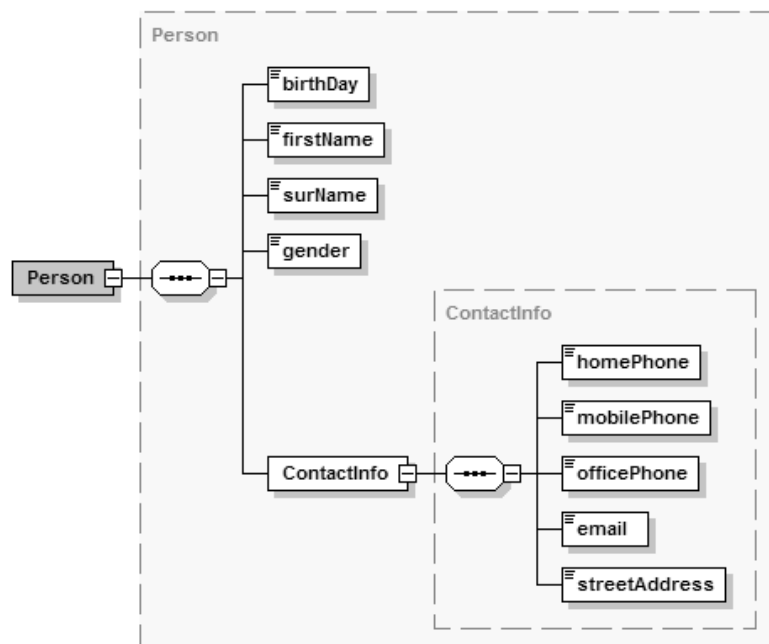 Person
birthDay
firstName
surName
gender
Person
ContactInfo
homePhone
mobilePhone
ContactInfo
officePhone
email
streetAddress